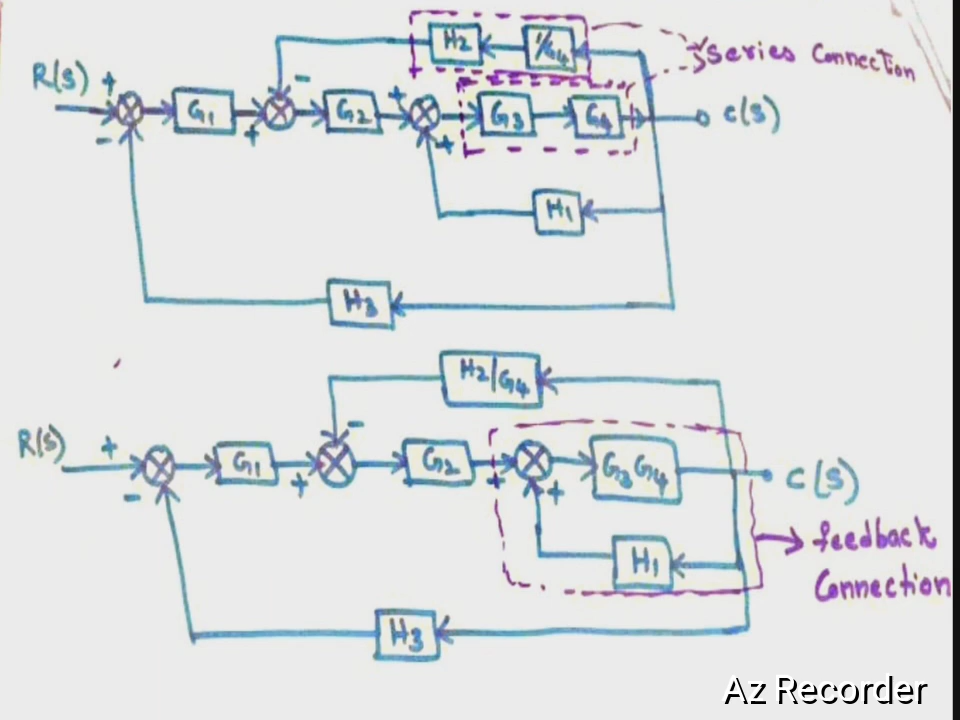 H2 1/G4 series Connection
R(S) + - + G1 + G2 + G3 G4 C(S)
-
H1
H3
H2/G4
R(S) + - G1 + G2 + + G3G4 C(S)
-
H1 feedback
Connection
H3
Az Recorder